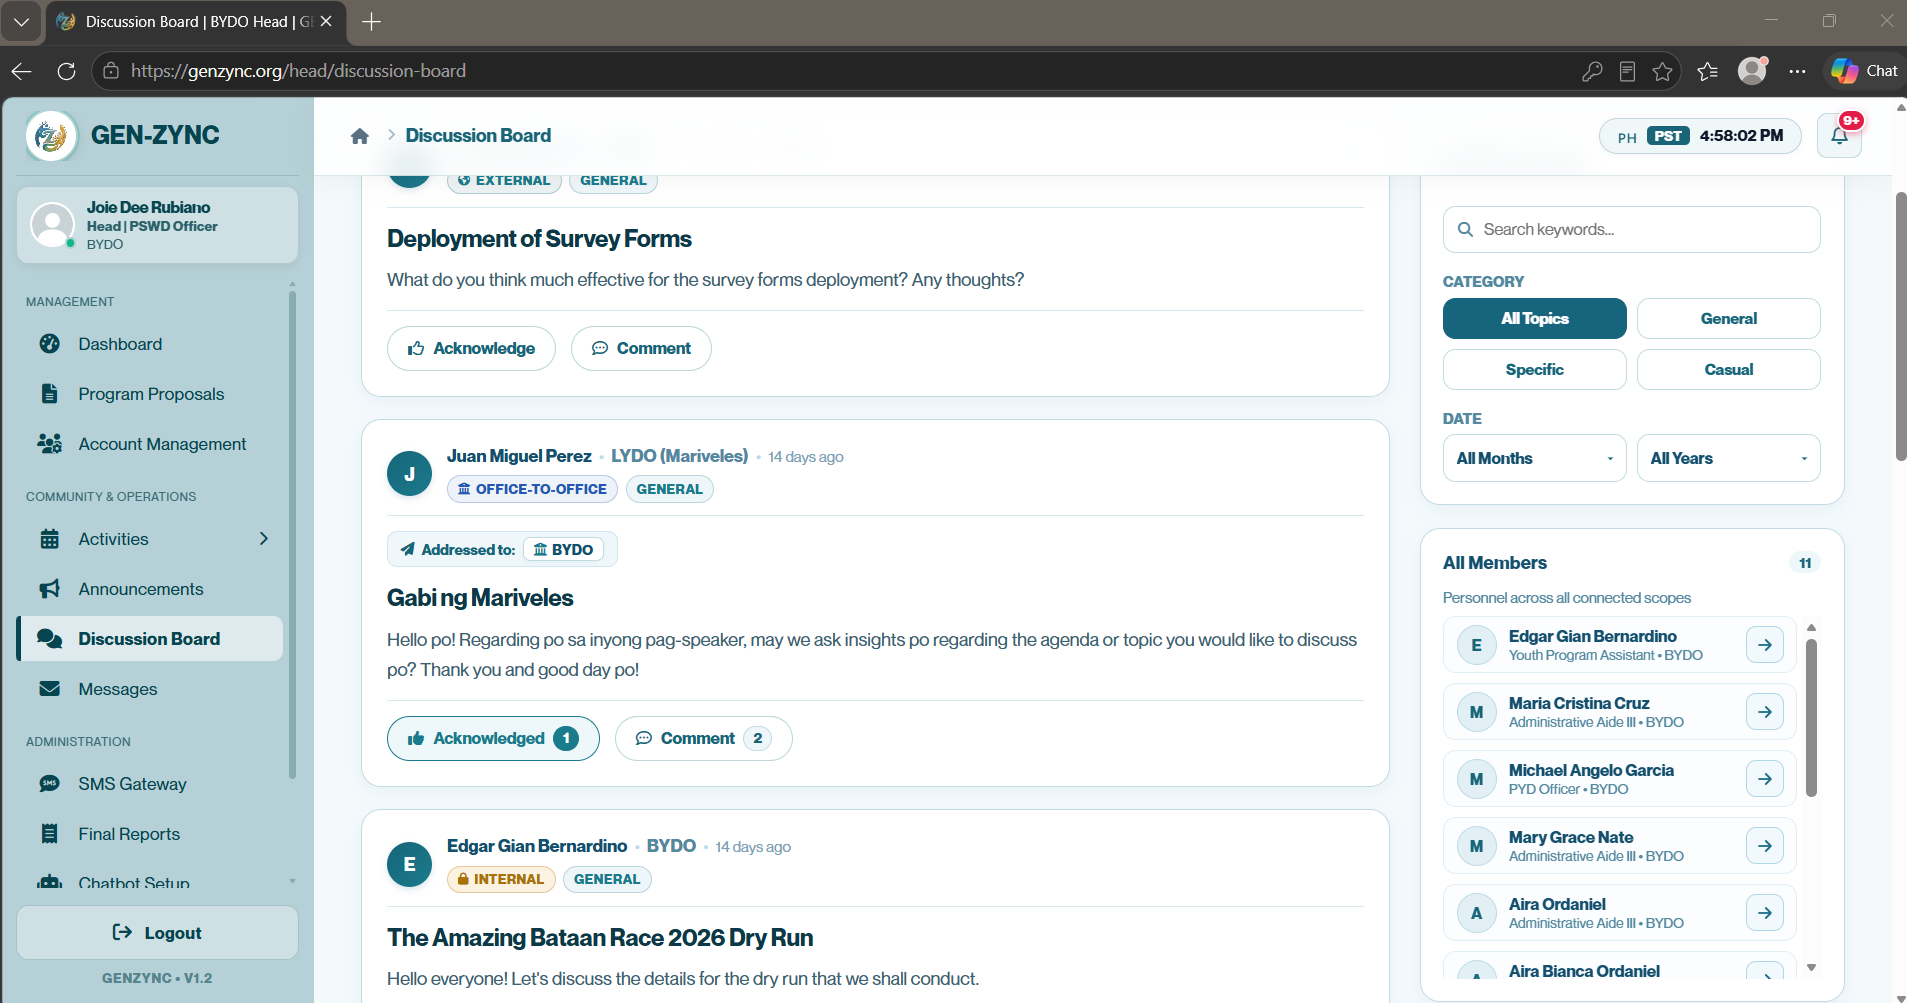 Discussion Board | BYDO Head | GE
https://genzync.org/head/discussion-board
Chat
GEN-ZYNC
Joie Dee Rubiano
Head | PSWD Officer
BYDO
MANAGEMENT
Dashboard
Program Proposals
Account Management
COMMUNITY & OPERATIONS
Activities
Announcements
Discussion Board
Messages
ADMINISTRATION
SMS
SMS Gateway
Final Reports
Chatbot Setup
Logout
GENZYNC • V1.2
Discussion Board
PH PST 4:58:02 PM
9+
EXTERNAL GENERAL
Deployment of Survey Forms
What do you think much effective for the survey forms deployment? Any thoughts?
Acknowledge Comment
J
Juan Miguel Perez • LYDO (Mariveles) • 14 days ago
OFFICE-TO-OFFICE GENERAL
Addressed to: BYDO
Gabi ng Mariveles
Hello po! Regarding po sa inyong pag-speaker, may we ask insights po regarding the agenda or topic you would like to discuss
po? Thank you and good day po!
Acknowledged 1 Comment 2
E
Edgar Gian Bernardino • BYDO • 14 days ago
INTERNAL GENERAL
The Amazing Bataan Race 2026 Dry Run
Hello everyone! Let's discuss the details for the dry run that we shall conduct.
Search keywords...
CATEGORY
All Topics General
Specific Casual
DATE
All Months All Years
All Members 11
Personnel across all connected scopes
E
Edgar Gian Bernardino
Youth Program Assistant • BYDO
M
Maria Cristina Cruz
Administrative Aide III • BYDO
M
Michael Angelo Garcia
PYD Officer • BYDO
M
Mary Grace Nate
Administrative Aide III • BYDO
A
Aira Ordaniel
Administrative Aide III • BYDO
A
Aira Bianca Ordaniel